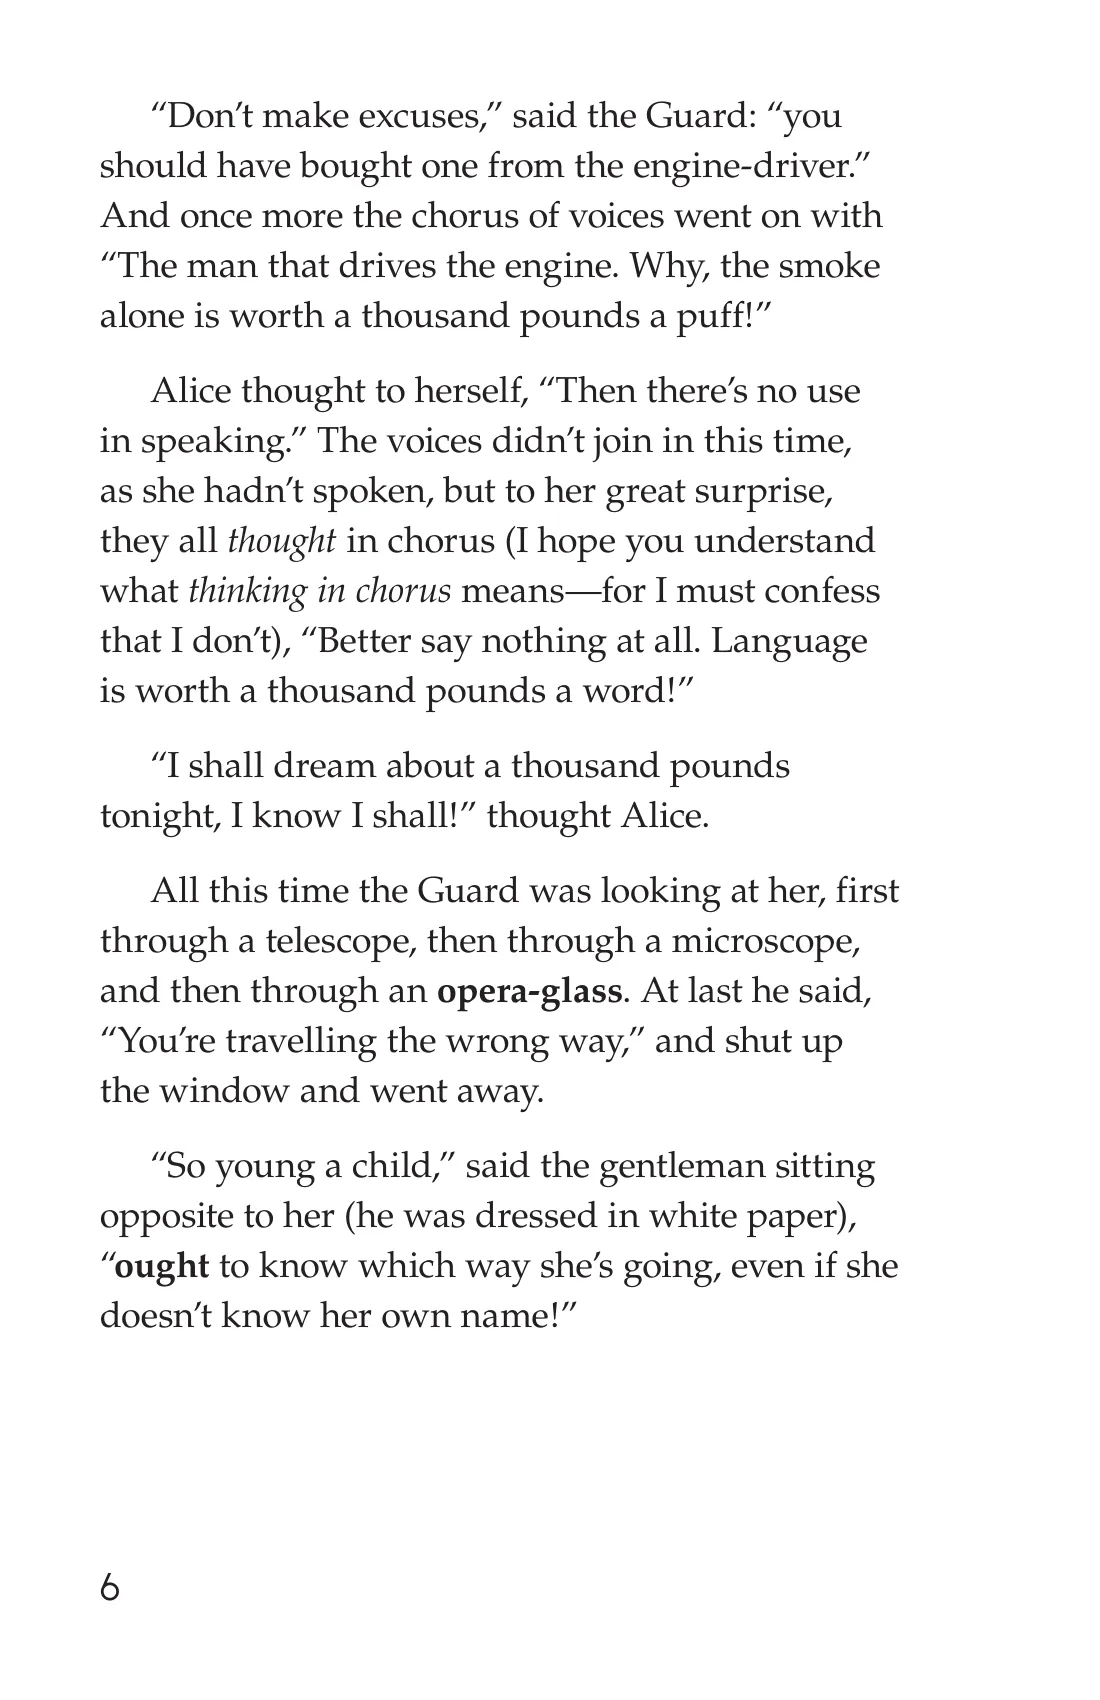 “Don’t make excuses,” said the Guard: “you
should have bought one from the engine-driver.”
And once more the chorus of voices went on with
“The man that drives the engine. Why, the smoke
alone is worth a thousand pounds a puff!”
Alice thought to herself, “Then there’s no use
in speaking.” The voices didn’t join in this time,
as she hadn’t spoken, but to her great surprise,
they all thought in chorus (I hope you understand
what thinking in chorus means—for I must confess
that I don’t), “Better say nothing at all. Language
is worth a thousand pounds a word!”
“I shall dream about a thousand pounds
tonight, I know I shall!” thought Alice.
All this time the Guard was looking at her, first
through a telescope, then through a microscope,
and then through an opera-glass. At last he said,
“You’re travelling the wrong way,” and shut up
the window and went away.
“So young a child,” said the gentleman sitting
opposite to her (he was dressed in white paper),
“ought to know which way she’s going, even if she
doesn’t know her own name!”
6